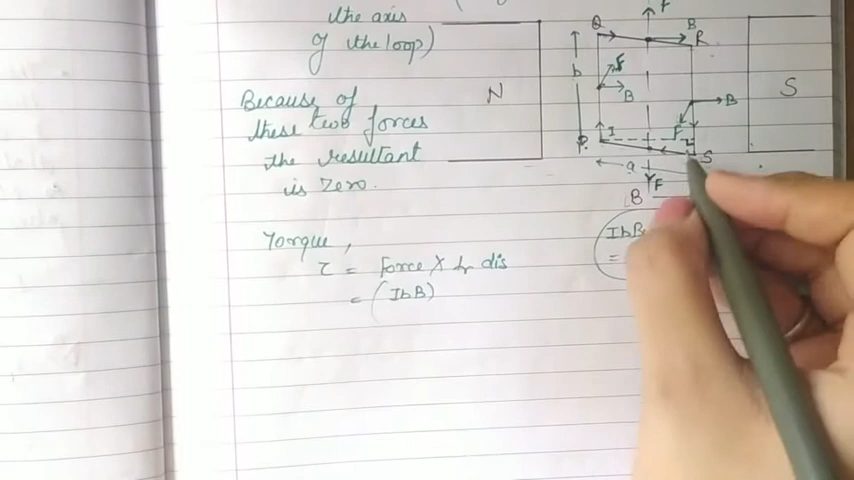 the axis
of the loop)
Because of
these two forces
the resultant
is zero.
Torque,
τ = Force × ⊥r dis
= (IbB)
N
S
Q
F
B
R
b
F
B
B
F
I
P
S
a
F
B
IbB
=